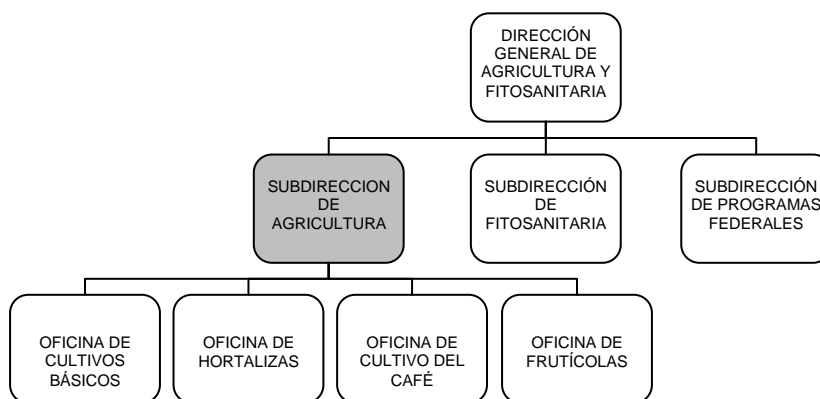 DIRECCIÓN
GENERAL DE
AGRICULTURA Y
FITOSANITARIA
SUBDIRECCION
DE
AGRICULTURA
SUBDIRECCIÓN
DE
FITOSANITARIA
SUBDIRECCIÓN
DE PROGRAMAS
FEDERALES
OFICINA DE
CULTIVOS
BÁSICOS
OFICINA DE
HORTALIZAS
OFICINA DE
CULTIVO DEL
CAFÉ
OFICINA DE
FRUTÍCOLAS